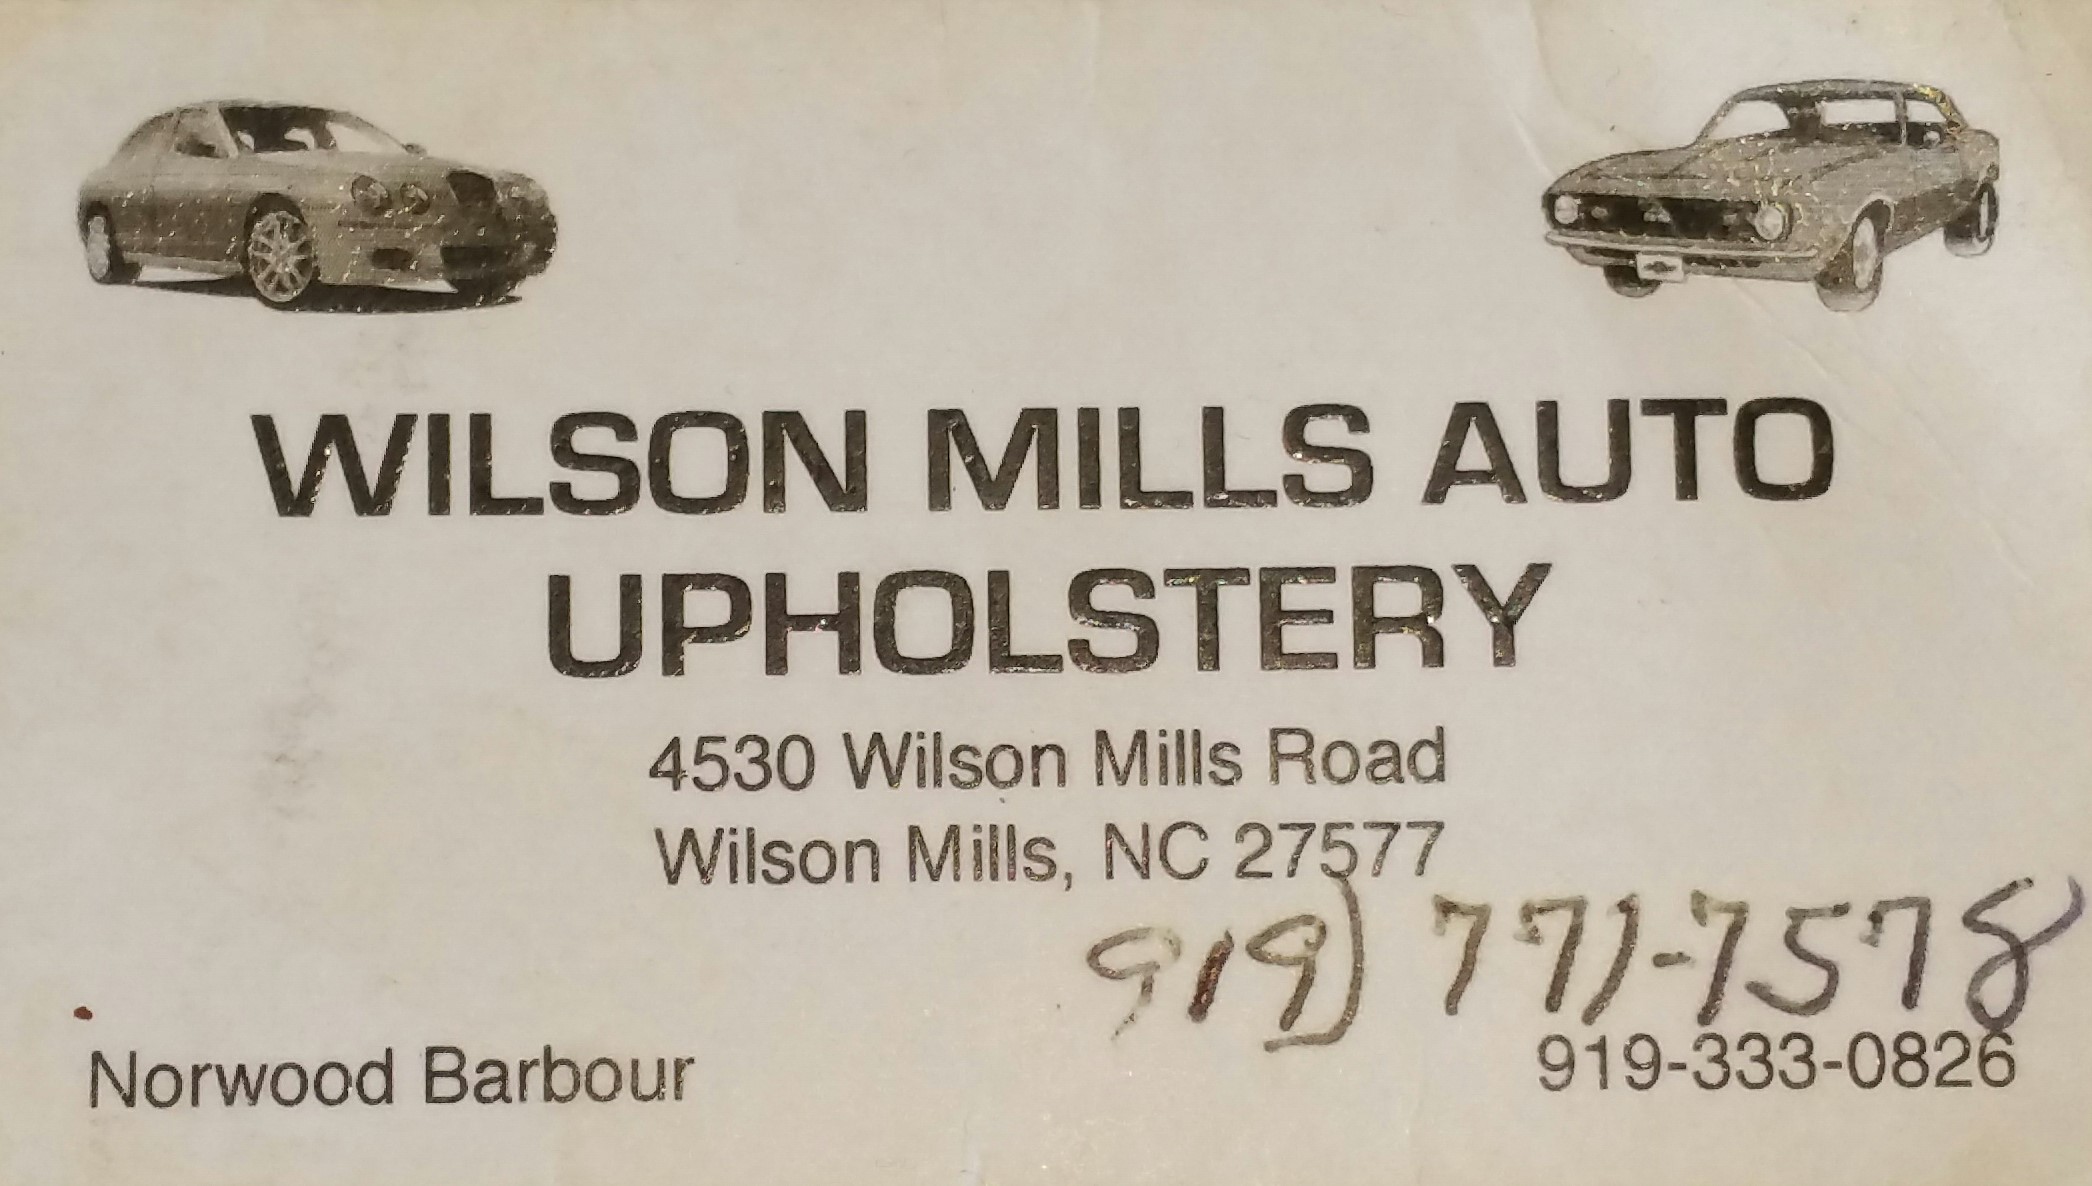 WILSON MILLS AUTO
UPHOLSTERY
4530 Wilson Mills Road
Wilson Mills, NC 27577
919) 771-7578
Norwood Barbour
919-333-0826